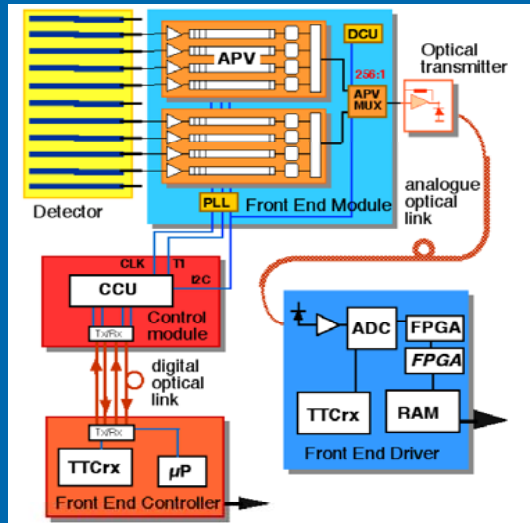 DCU
Optical
transmitter
APV
256:1
APV
MUX
PLL
Front End Module
Detector
analogue
optical
link
CLK
T1
I2C
CCU
Control
module
Tx/Rx
digital
optical
link
ADC
FPGA
FPGA
TTCrx
RAM
Front End Driver
Tx/Rx
TTCrx
µP
Front End Controller